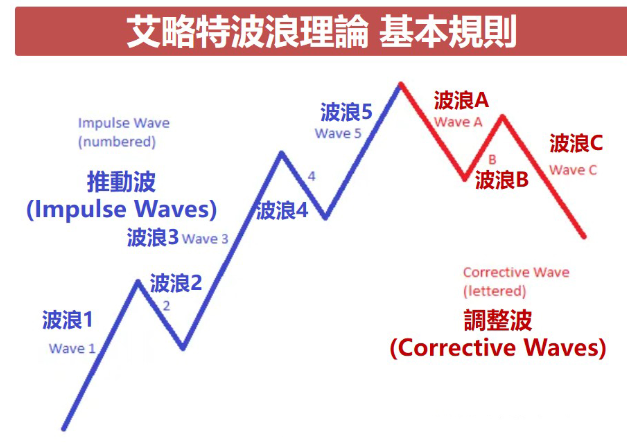 艾略特波浪理論 基本規則
Impulse Wave
(numbered)
推動波
(Impulse Waves)
波浪1
Wave 1
波浪2
2
波浪3 Wave 3
波浪4
4
波浪5
Wave 5
波浪A
Wave A
B
波浪B
波浪C
Wave C
Corrective Wave
(lettered)
調整波
(Corrective Waves)